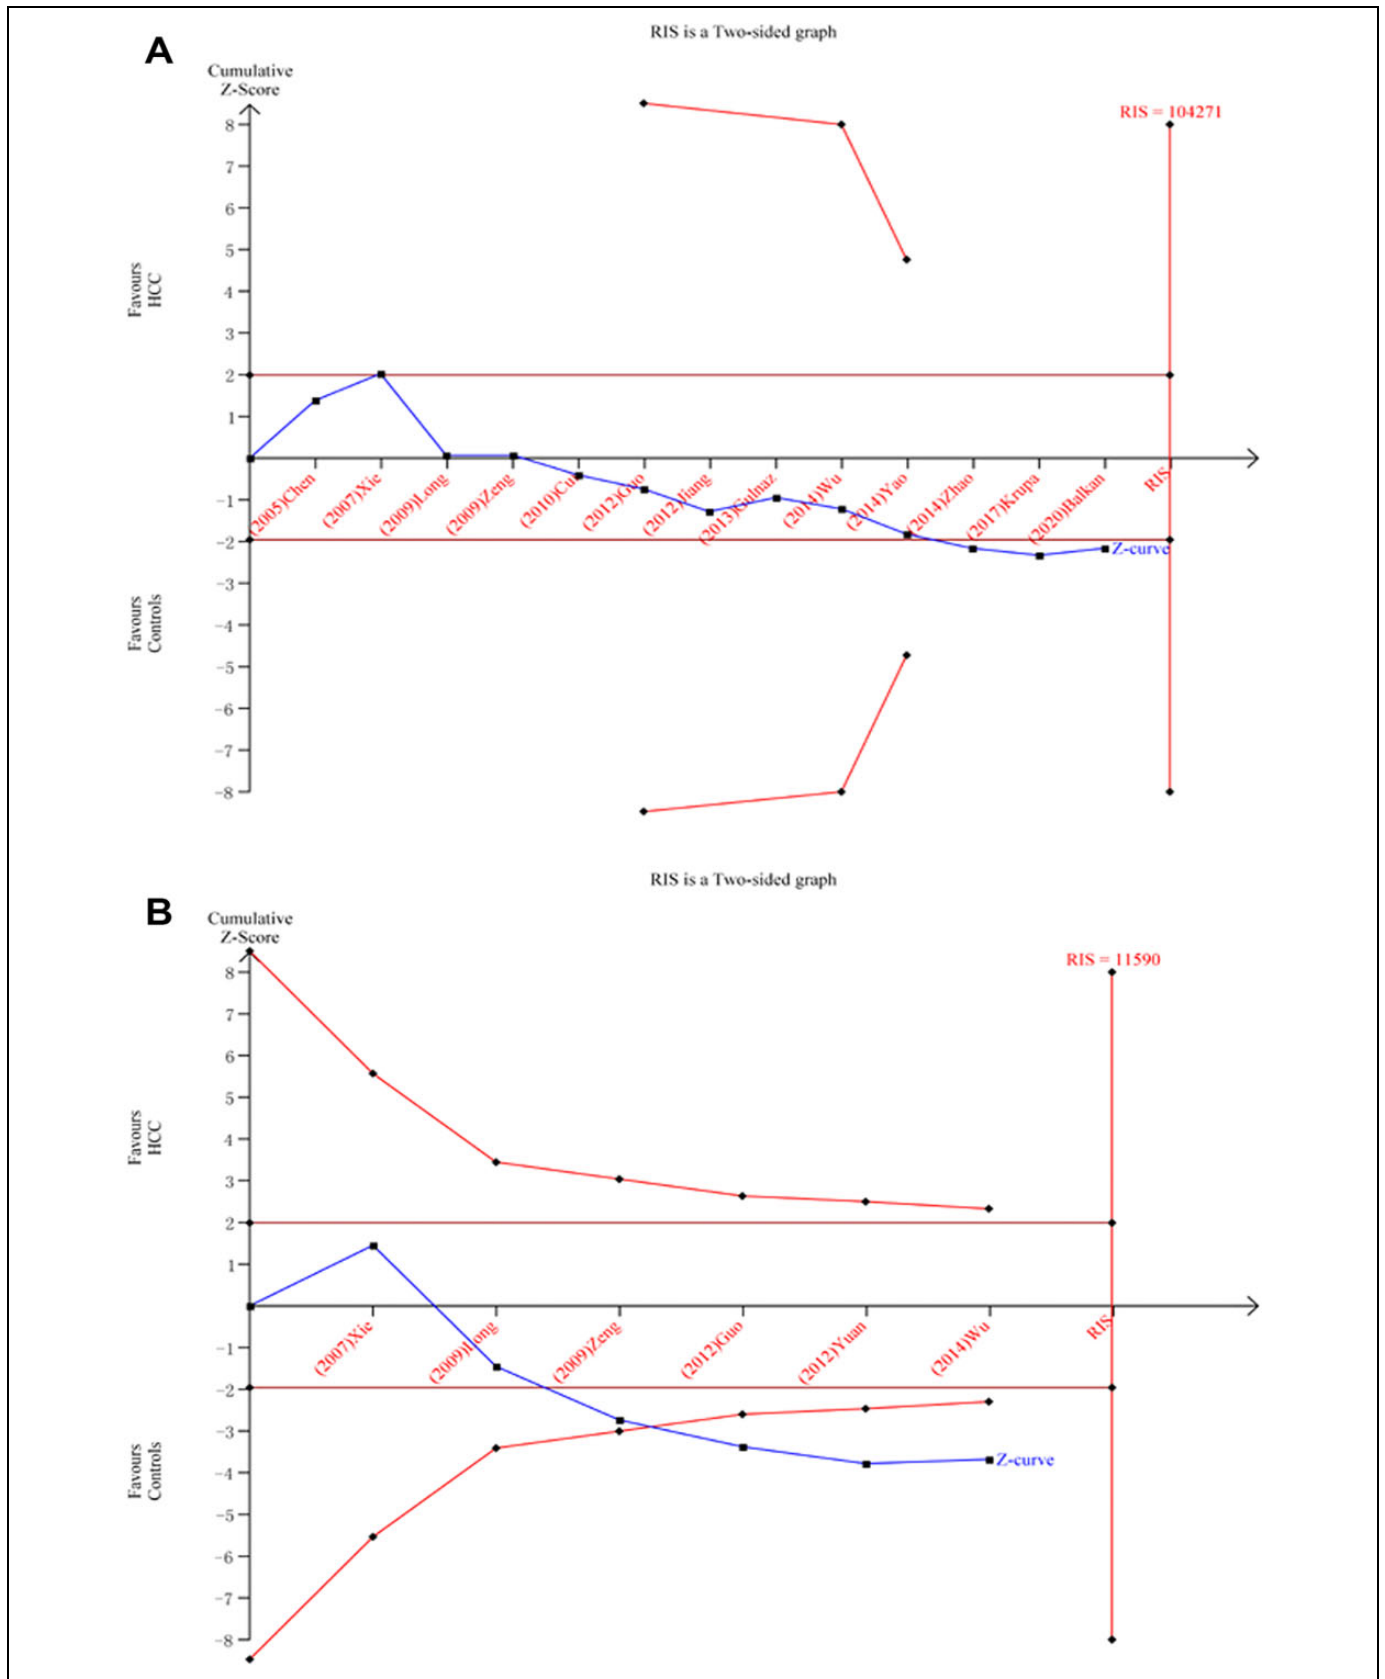 A
RIS is a Two-sided graph
Cumulative
Z-Score
RIS = 104271
8
7
6
5
4
3
2
1
-1
-2
-3
-4
-5
-6
-7
-8
Favours
HCC
Favours
Controls
(2005)Chen
(2007)Xie
(2009)Long
(2009)Zeng
(2010)Cui
(2012)Guo
(2012)Jiang
(2013)Gulnaz
(2014)Wu
(2014)Yao
(2014)Zhao
(2017)Krupa
(2020)Balkan
RIS
Z-curve
RIS is a Two-sided graph
B
Cumulative
Z-Score
RIS = 11590
8
7
6
5
4
3
2
1
-1
-2
-3
-4
-5
-6
-7
-8
Favours
HCC
Favours
Controls
(2007)Xie
(2009)Long
(2009)Zeng
(2012)Guo
(2012)Yuan
(2014)Wu
RIS
Z-curve